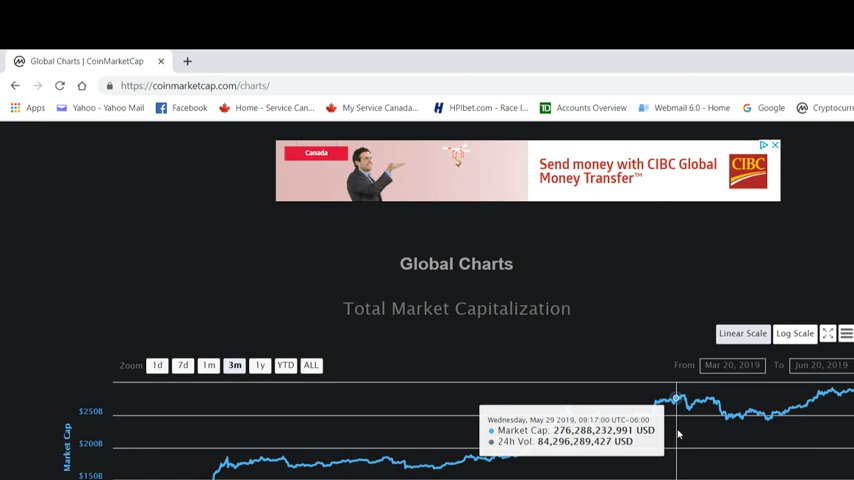 Global Charts | CoinMarketCap
https://coinmarketcap.com/charts/
Apps Yahoo - Yahoo Mail Facebook Home - Service Can... My Service Canada... HPIbet.com - Race I... TD Accounts Overview Webmail 6.0 - Home Google Cryptocurre
Canada
Send money with CIBC Global
Money Transfer™
CIBC
Global Charts
Total Market Capitalization
Linear Scale Log Scale
Zoom 1d 7d 1m 3m 1y YTD ALL From Mar 20, 2019 To Jun 20, 2019
$250B
$200B
$150B
Market Cap
Wednesday, May 29 2019, 09:17:00 UTC-06:00
Market Cap: 276,288,232,991 USD
24h Vol: 84,296,289,427 USD